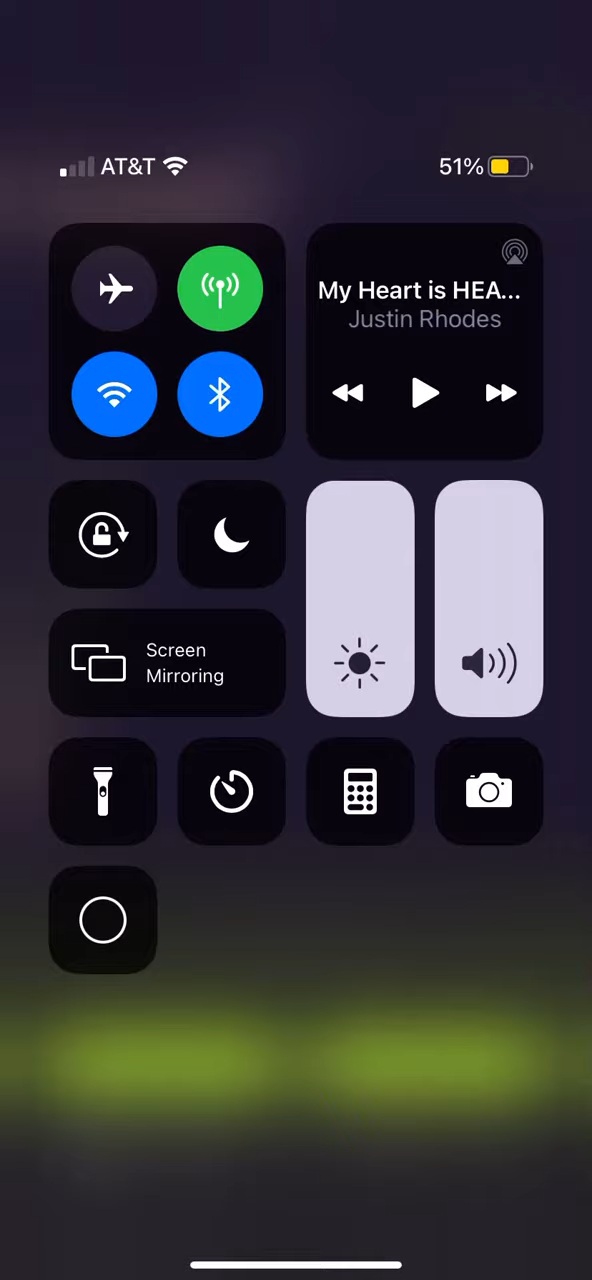 AT&T 51%
My Heart is HEA...
Justin Rhodes
Screen
Mirroring